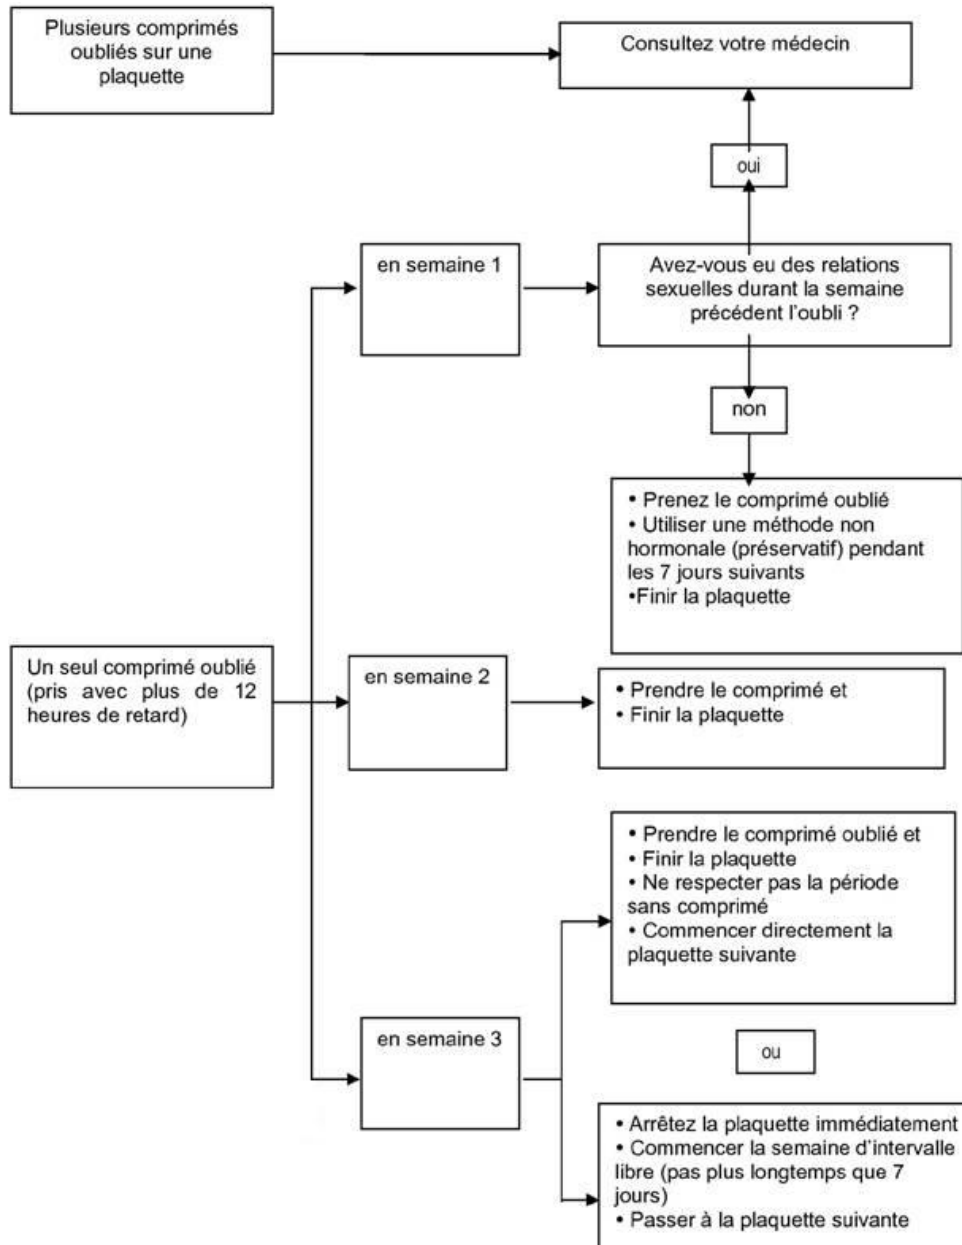 Plusieurs comprimés
oubliés sur une
plaquette
Consultez votre médecin
oui
en semaine 1
Avez-vous eu des relations
sexuelles durant la semaine
précédent l'oubli ?
non
• Prenez le comprimé oublié
• Utiliser une méthode non
hormonale (préservatif) pendant
les 7 jours suivants
•Finir la plaquette
Un seul comprimé oublié
(pris avec plus de 12
heures de retard)
en semaine 2
• Prendre le comprimé et
• Finir la plaquette
• Prendre le comprimé oublié et
• Finir la plaquette
• Ne respecter pas la période
sans comprimé
• Commencer directement la
plaquette suivante
en semaine 3
ou
• Arrêtez la plaquette immédiatement
• Commencer la semaine d'intervalle
libre (pas plus longtemps que 7
jours)
• Passer à la plaquette suivante